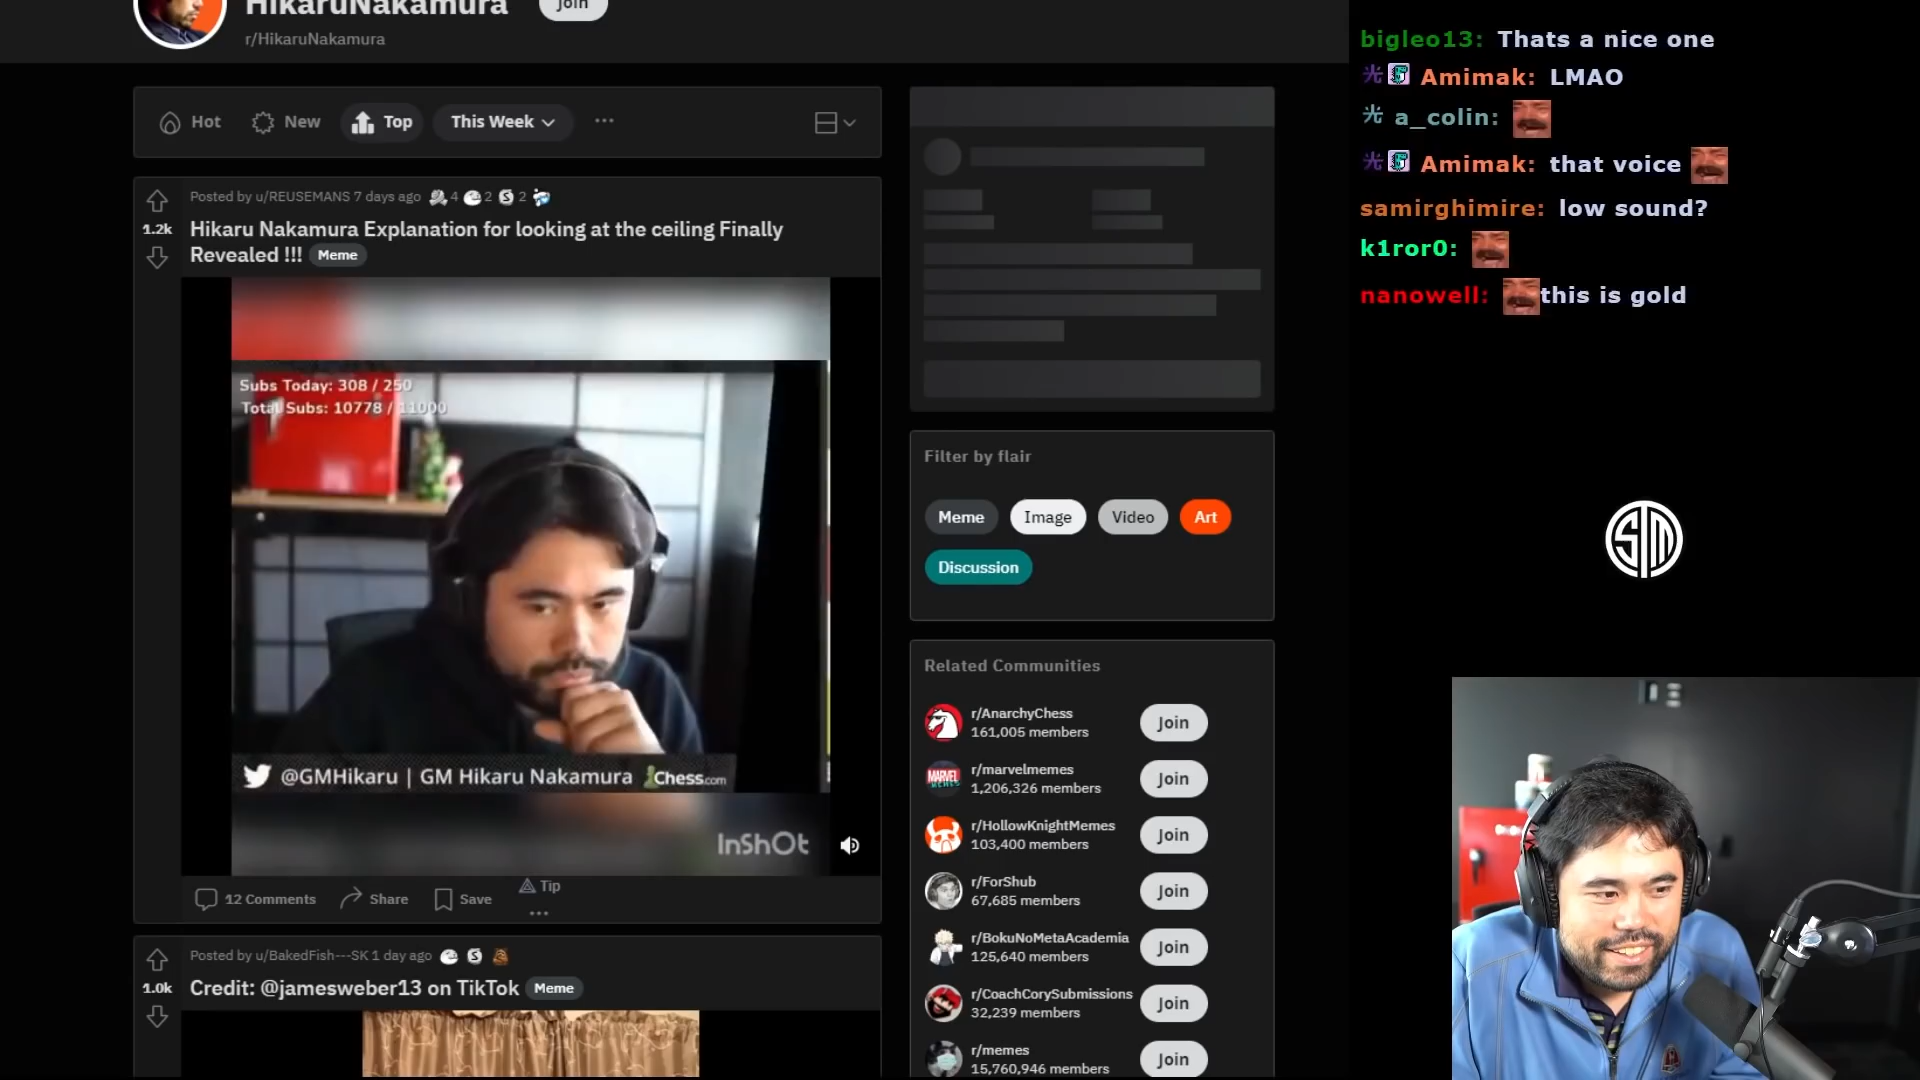 HikaruNakamura
Join
r/HikaruNakamura
Hot
New
Top
This Week
Posted by u/REUSEMANS 7 days ago 4 2 2
1.2k
Hikaru Nakamura Explanation for looking at the ceiling Finally
Revealed !!! Meme
Subs Today: 308 / 250
Total Subs: 10778 / 11000
@GMHikaru | GM Hikaru Nakamura Chess.com
InShOt
12 Comments
Share
Save
Tip
Posted by u/BakedFish---SK 1 day ago
1.0k
Credit: @jamesweber13 on TikTok Meme
Filter by flair
Meme
Image
Video
Art
Discussion
Related Communities
r/AnarchyChess
161,005 members
Join
r/marvelmemes
1,206,326 members
Join
r/HollowKnightMemes
103,400 members
Join
r/ForShub
67,685 members
Join
r/BokuNoMetaAcademia
125,640 members
Join
r/CoachCorySubmissions
32,239 members
Join
r/memes
15,760,946 members
Join
bigleo13: Thats a nice one
Amimak: LMAO
a_colin:
Amimak: that voice
samirghimire: low sound?
k1ror0:
nanowell: this is gold
TSM